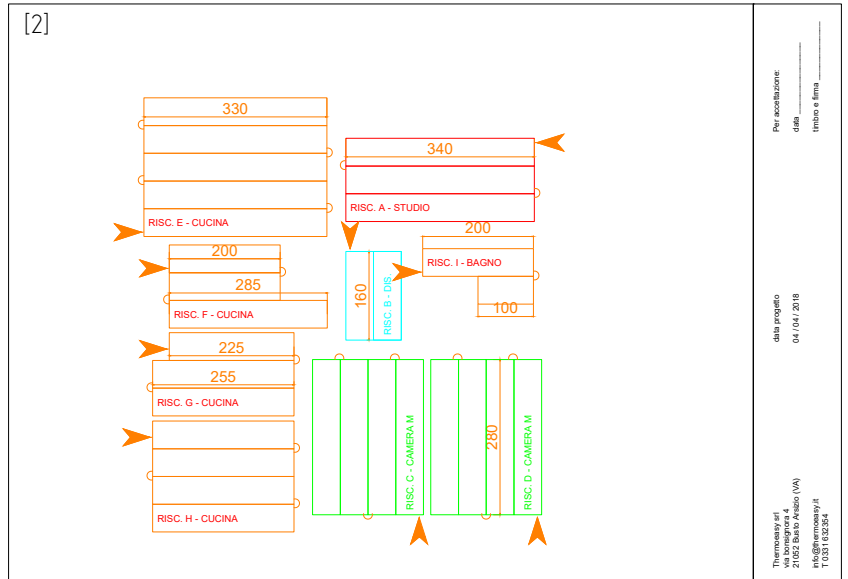 [2]
330
RISC. E - CUCINA
340
RISC. A - STUDIO
200
285
RISC. F - CUCINA
160
RISC. B - DIS.
200
RISC. I - BAGNO
100
225
255
RISC. G - CUCINA
RISC. H - CUCINA
RISC. C - CAMERA M
280
RISC. D - CAMERA M
Per accettazione:
data
timbro e firma
data progetto
04 / 04 / 2018
Thermoeasy srl
via bonsignora 4
21052 Busto Arsizio (VA)
info@thermoeasy.it
T 0331 632354